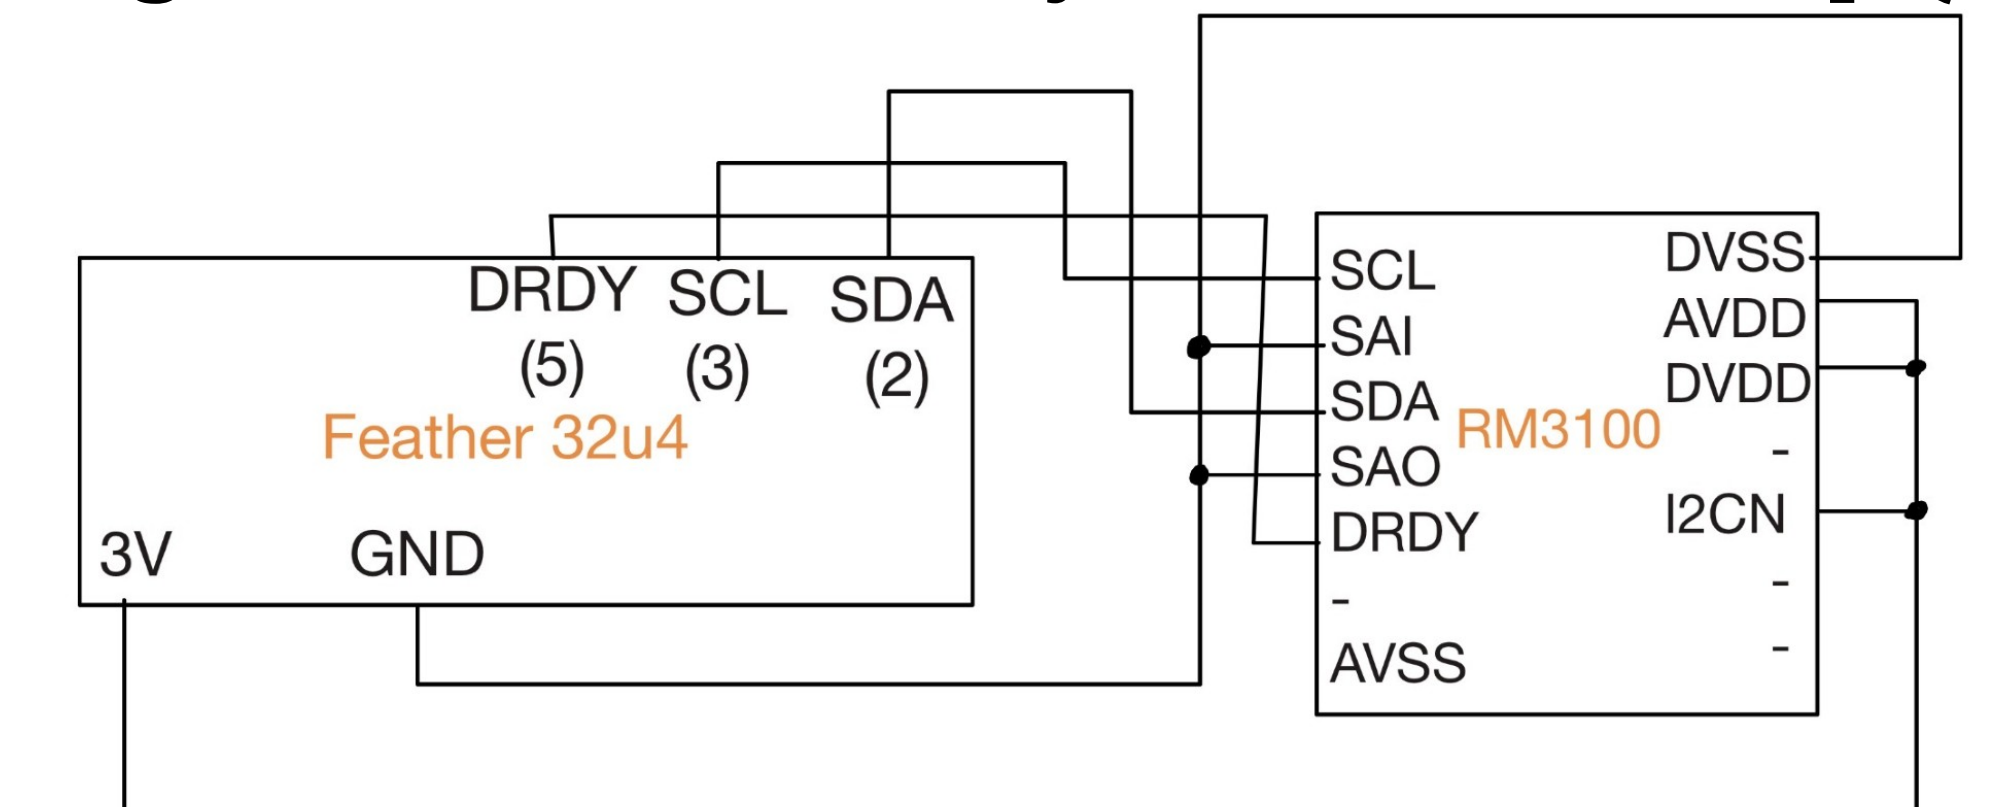 DRDY SCL SDA
(5) (3) (2)
Feather 32u4
3V GND
SCL
SAI
SDA
SAO
DRDY
-
AVSS
RM3100
DVSS
AVDD
DVDD
-
I2CN
-
-